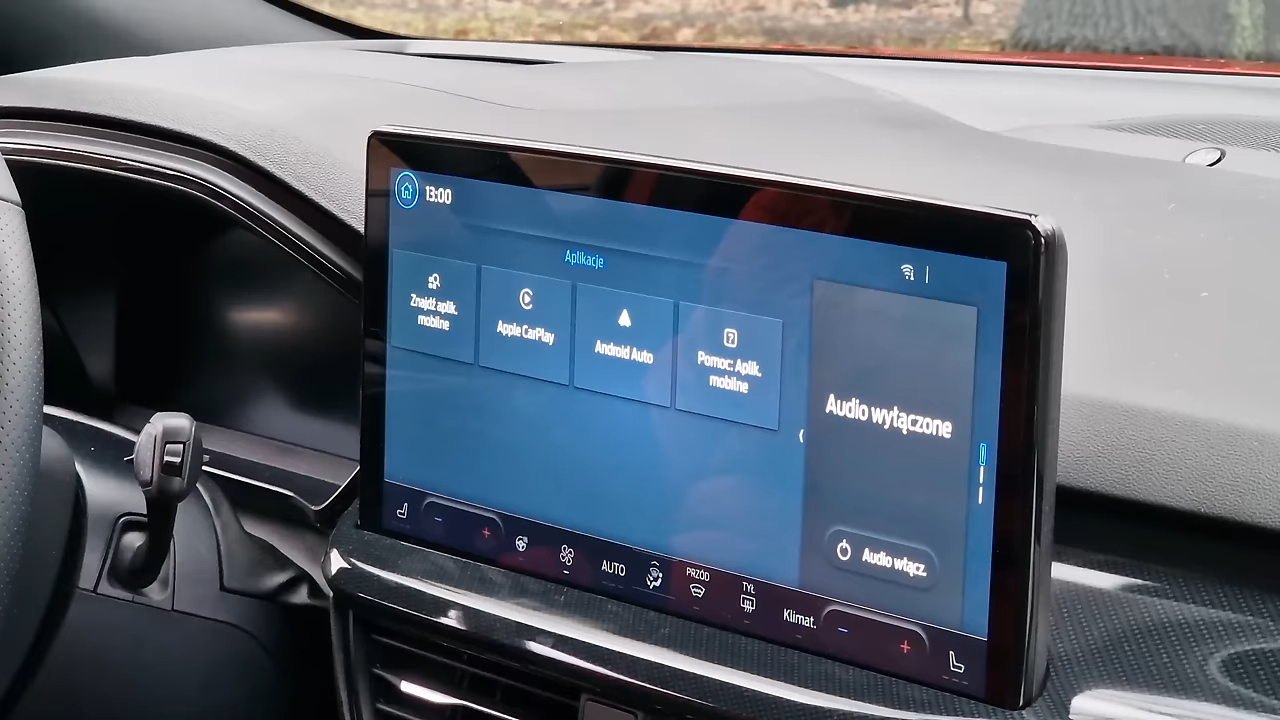 13:00
Aplikacje
Znajdź aplik.
mobilne
Apple CarPlay
Android Auto
Pomoc: Aplik.
mobilne
Audio wyłączone
Audio włącz.
AUTO
PRZÓD
TYŁ
Klimat.